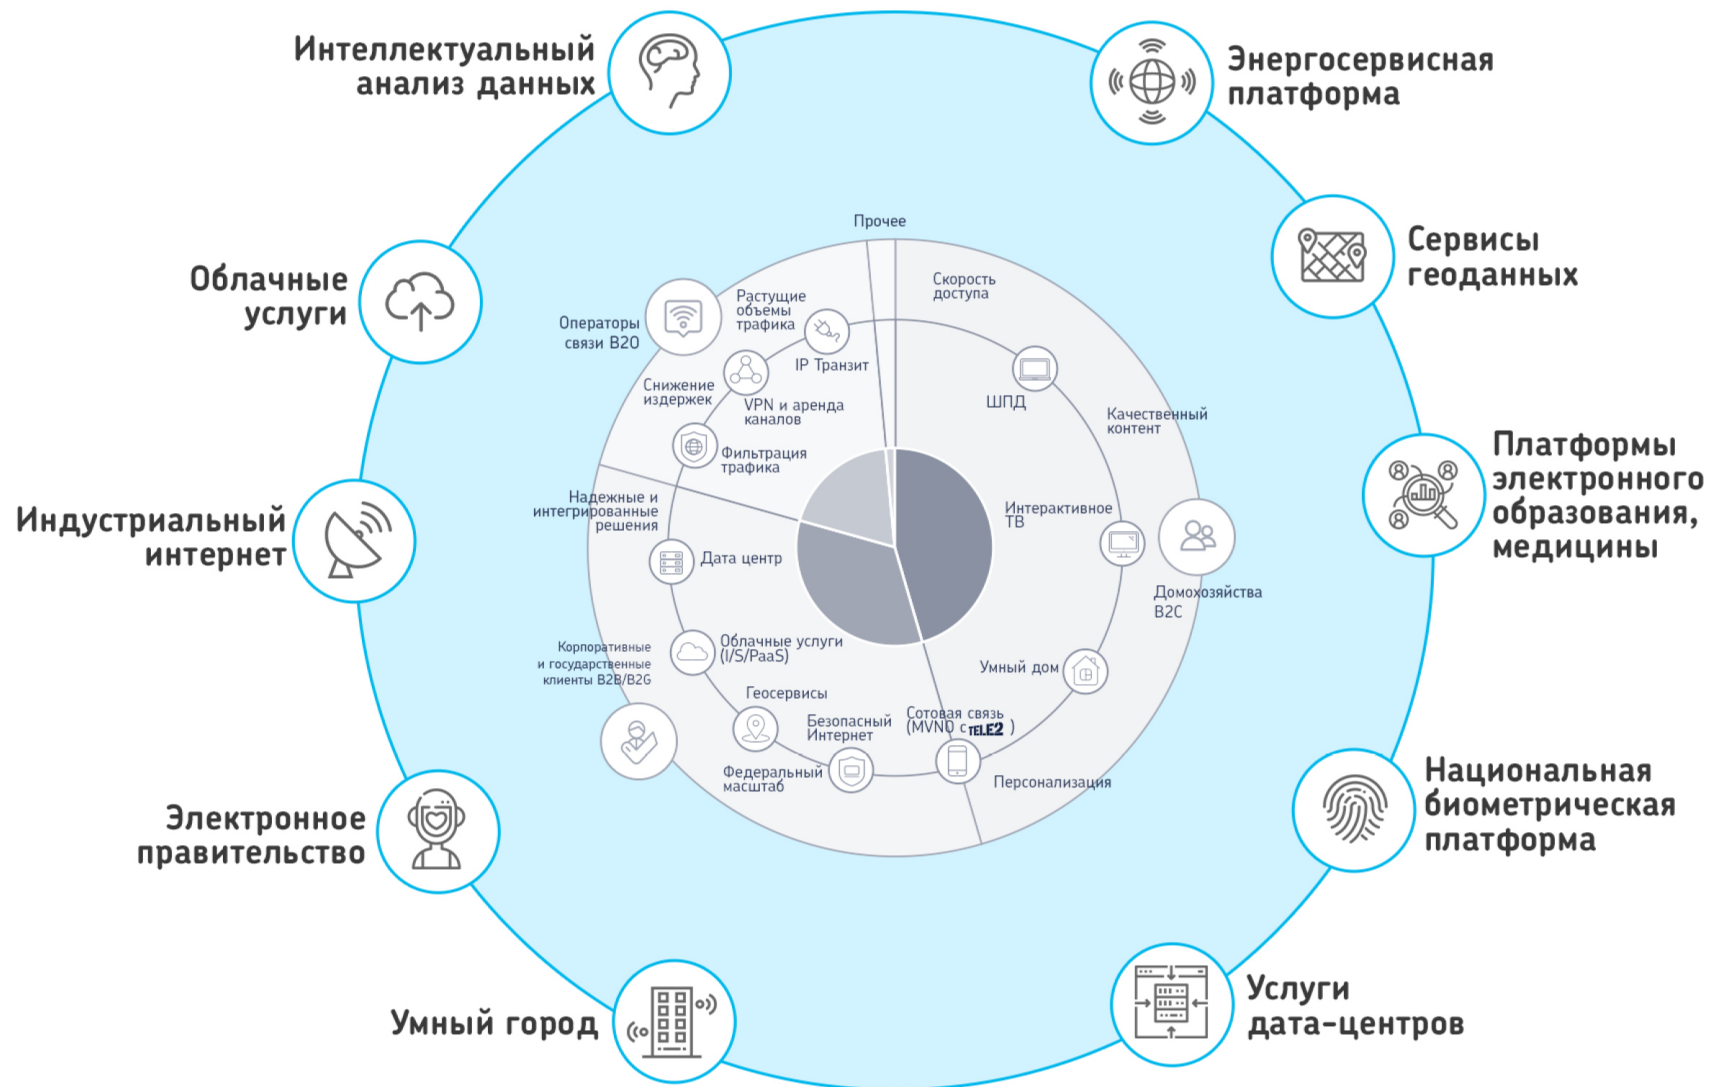 Интеллектуальный
анализ данных
Энергосервисная
платформа
Облачные
услуги
Сервисы
геоданных
Индустриальный
интернет
Платформы
электронного
образования,
медицины
Электронное
правительство
Национальная
биометрическая
платформа
Умный город
Услуги
дата-центров
Прочее
Скорость
доступа
Операторы
связи B2O
Растущие
объемы
трафика
IP Транзит
Снижение
издержек
VPN и аренда
каналов
Фильтрация
трафика
ШПД
Качественный
контент
Надежные и
интегрированные
решения
Интерактивное
ТВ
Дата центр
Домохозяйства
B2C
Корпоративные
и государственные
клиенты B2B/B2G
Облачные услуги
(I/S/PaaS)
Умный дом
Геосервисы
Безопасный
Интернет
Сотовая связь
(MVNO с TELE2 )
Федеральный
масштаб
Персонализация